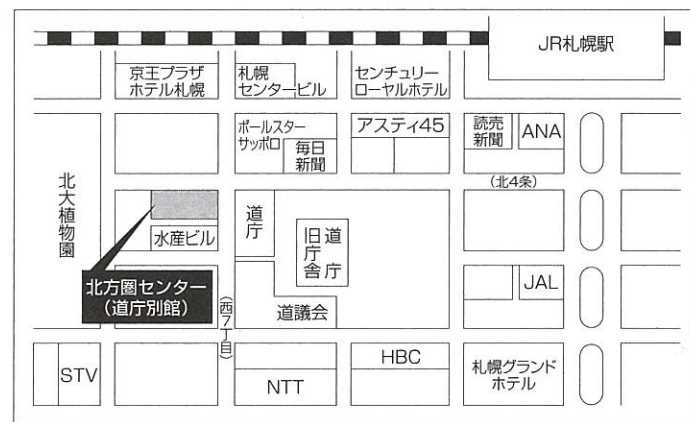 JR札幌駅
京王プラザ
ホテル札幌
札幌
センタービル
センチュリー
ローヤルホテル
ポールスター
サッポロ
毎日
新聞
アスティ45
読売
新聞
ANA
(北4条)
北大植物園
水産ビル
道庁
道庁
旧庁舎
北方圏センター
(道庁別館)
(西7丁目)
道議会
JAL
STV
NTT
HBC
札幌グランド
ホテル